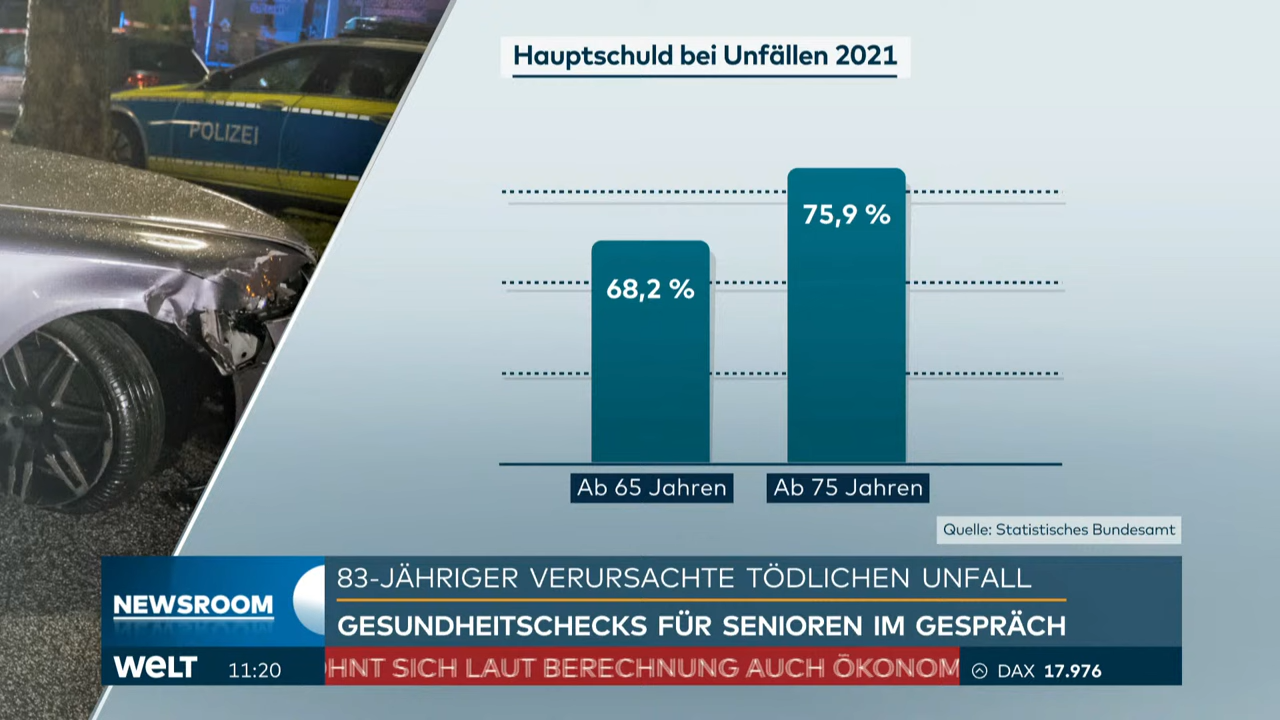 POLIZEI
Hauptschuld bei Unfällen 2021
75,9 %
68,2 %
Ab 65 Jahren
Ab 75 Jahren
Quelle: Statistisches Bundesamt
83-JÄHRIGER VERURSACHTE TÖDLICHEN UNFALL
NEWSROOM
GESUNDHEITSCHECKS FÜR SENIOREN IM GESPRÄCH
WELT 11:20 OHNT SICH LAUT BERECHNUNG AUCH ÖKONOM DAX 17.976